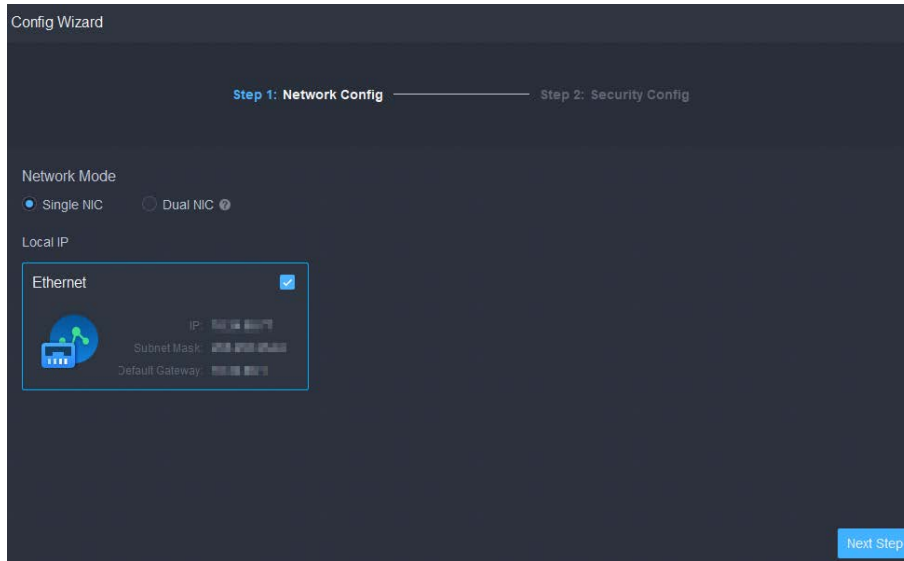 Config Wizard
Step 1: Network Config Step 2: Security Config
Network Mode
Single NIC Dual NIC
Local IP
Ethernet
IP:
Subnet Mask:
Default Gateway:
Next Step